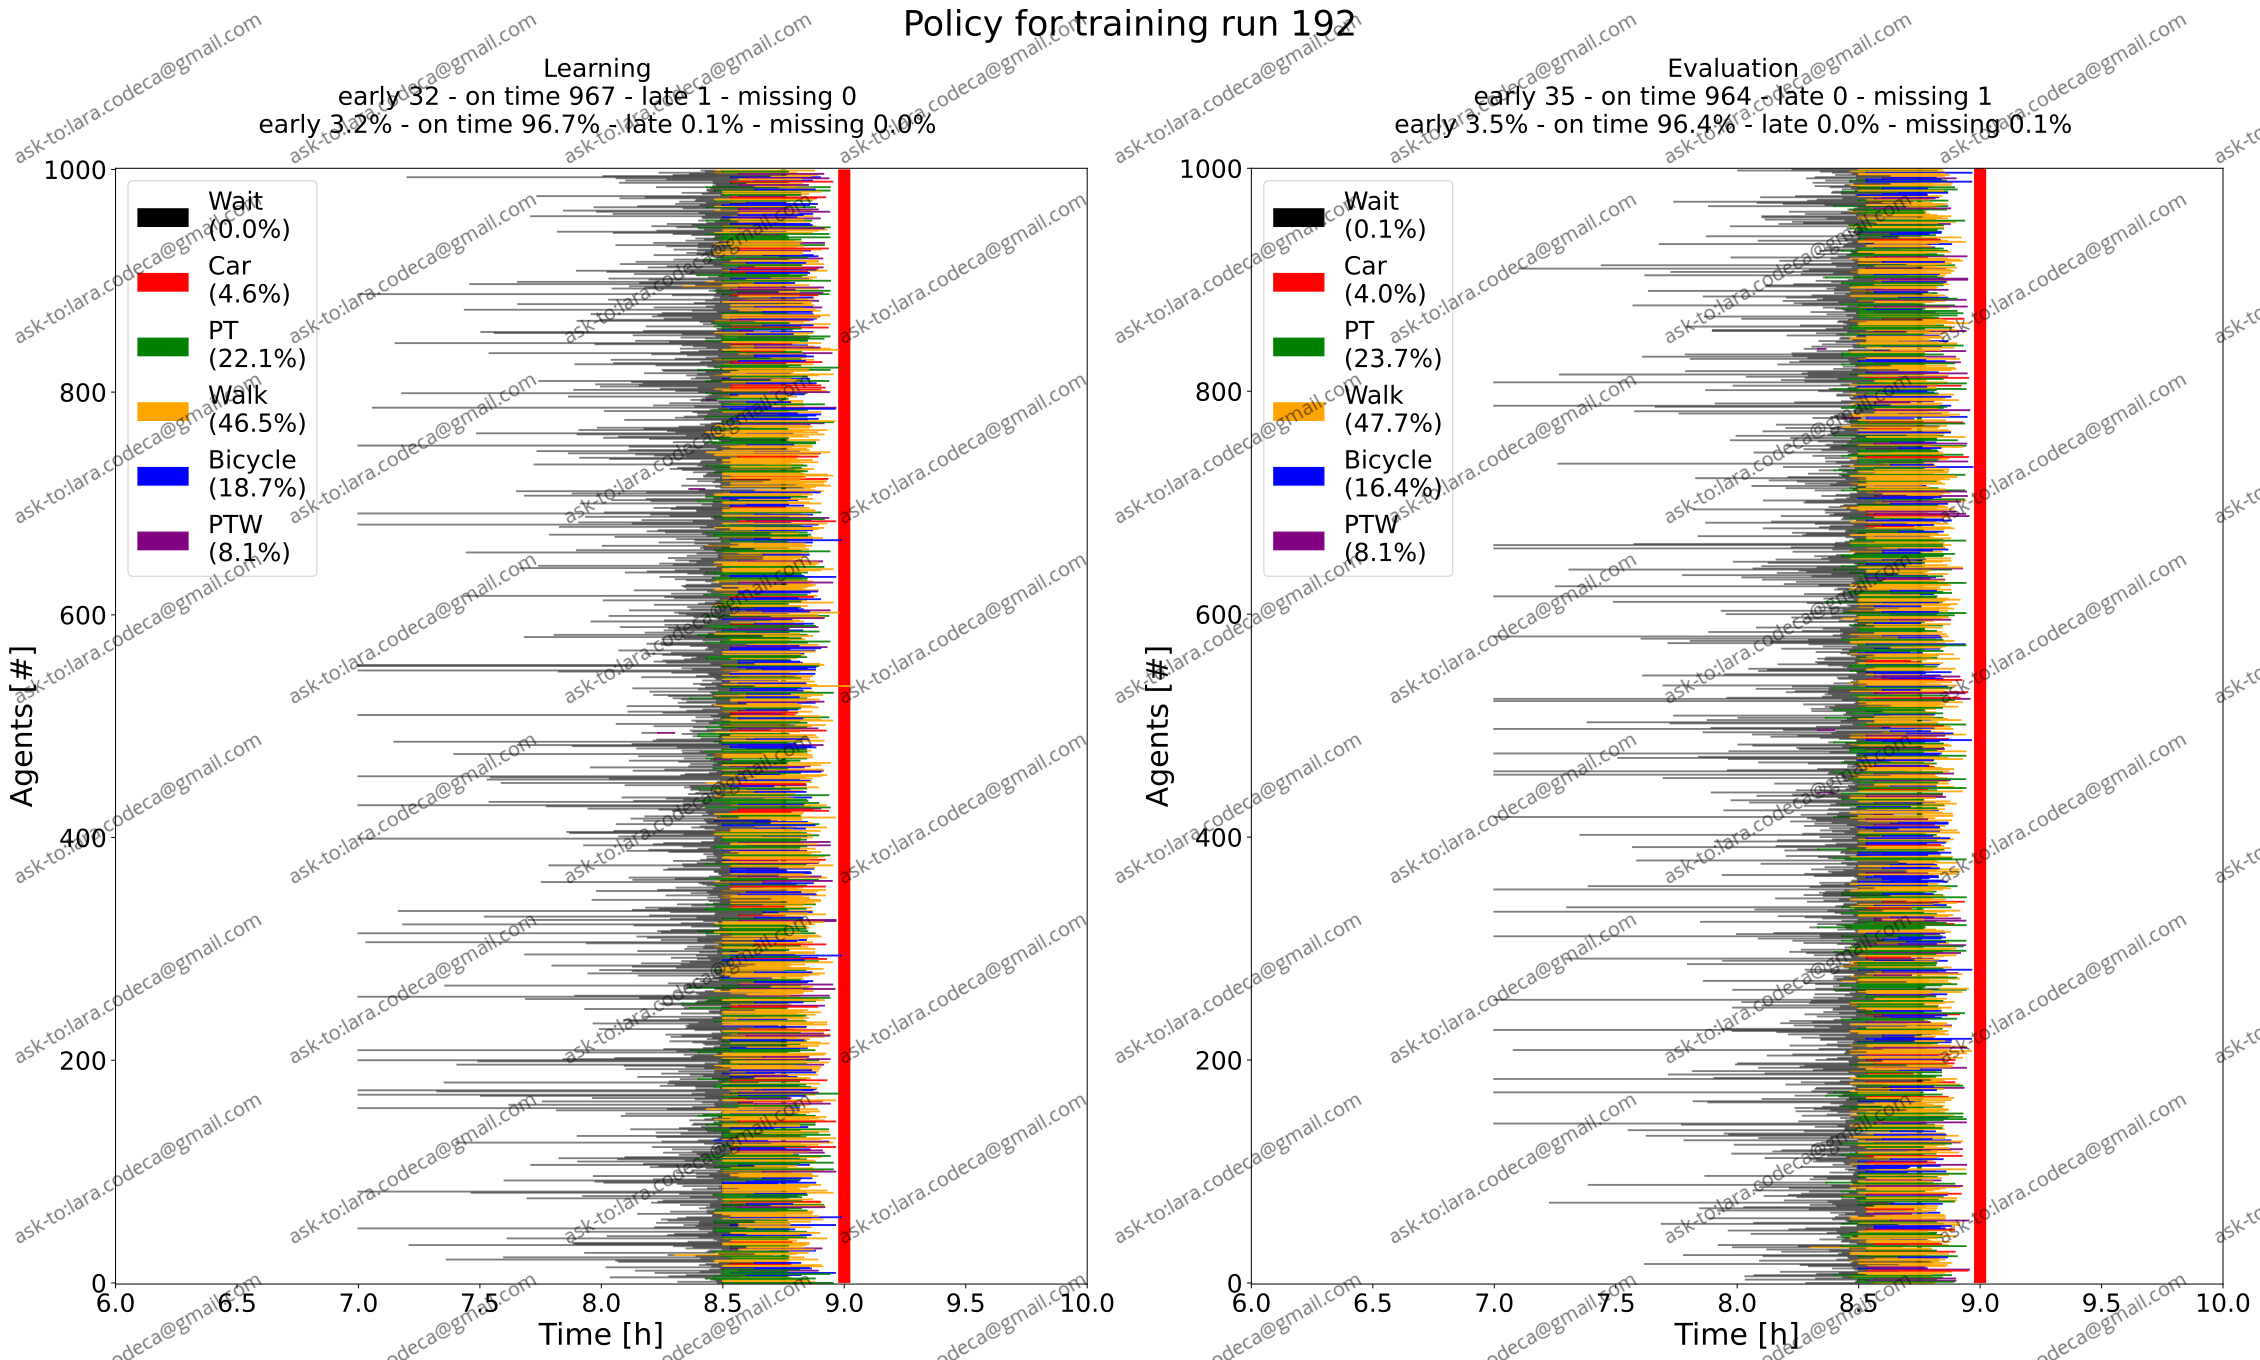 Policy for training run 192
Learning
early 32 - on time 967 - late 1 - missing 0
early 3.2% - on time 96.7% - late 0.1% - missing 0.0%
Evaluation
early 35 - on time 964 - late 0 - missing 1
early 3.5% - on time 96.4% - late 0.0% - missing 0.1%
Agents [#]
1000
800
600
400
200
0
Wait
(0.0%)
Car
(4.6%)
PT
(22.1%)
Walk
(46.5%)
Bicycle
(18.7%)
PTW
(8.1%)
6.0 6.5 7.0 7.5 8.0 8.5 9.0 9.5 10.0
Time [h]
Agents [#]
1000
800
600
400
200
0
Wait
(0.1%)
Car
(4.0%)
PT
(23.7%)
Walk
(47.7%)
Bicycle
(16.4%)
PTW
(8.1%)
6.0 6.5 7.0 7.5 8.0 8.5 9.0 9.5 10.0
Time [h]
ask-to:lara.codeca@gmail.com